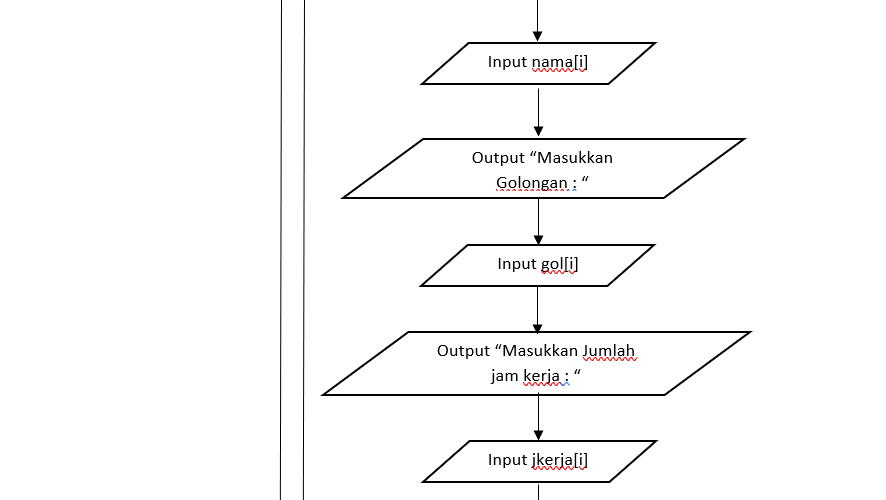 Input nama[i]
Output “Masukkan
Golongan : “
Input gol[i]
Output “Masukkan Jumlah
jam kerja : “
Input jkerja[i]